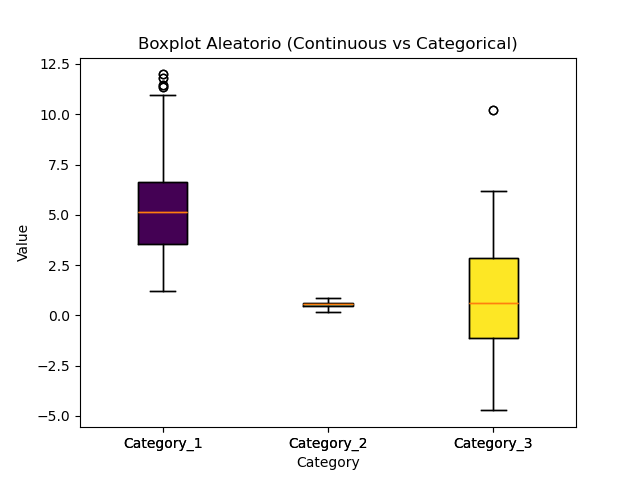 Boxplot Aleatorio (Continuous vs Categorical)
12.5
10.0
7.5
5.0
2.5
0.0
−2.5
−5.0
Value
Category_1 Category_2 Category_3
Category